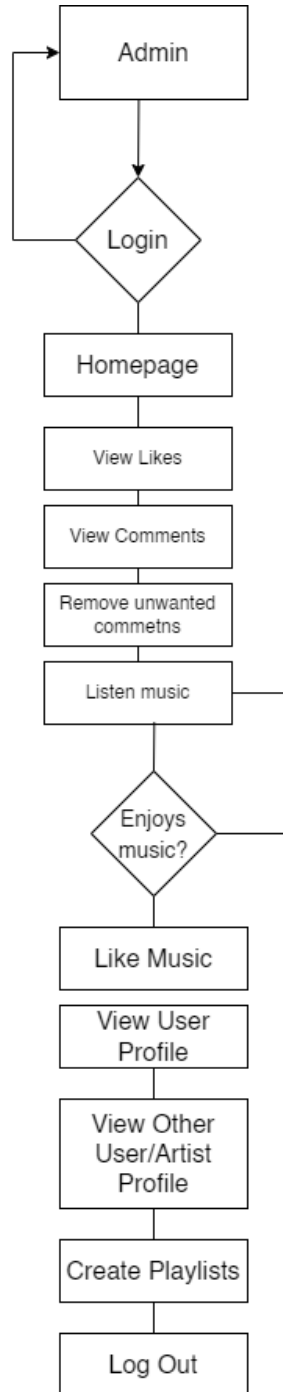 Admin
Login
Homepage
View Likes
View Comments
Remove unwanted
commetns
Listen music
Enjoys
music?
Like Music
View User
Profile
View Other
User/Artist
Profile
Create Playlists
Log Out